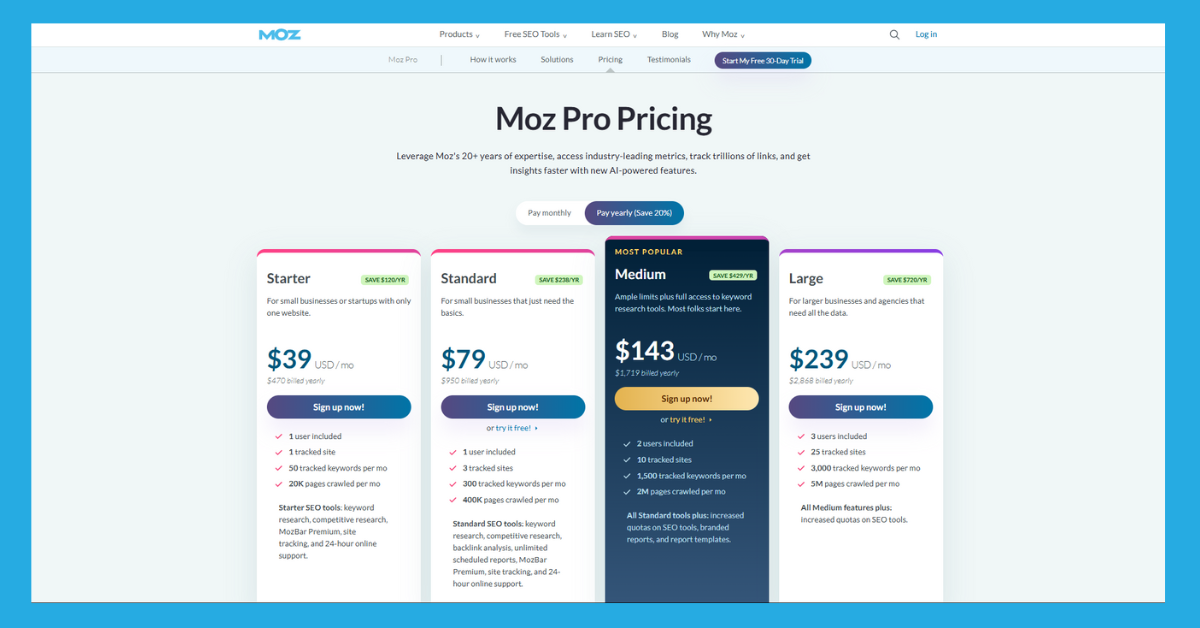 MOZ
Products
Free SEO Tools
Learn SEO
Blog
Why Moz
Log in
Moz Pro
How it works
Solutions
Pricing
Testimonials
Start My Free 30-Day Trial
Moz Pro Pricing
Leverage Moz's 20+ years of expertise, access industry-leading metrics, track trillions of links, and get
insights faster with new AI-powered features.
Pay monthly
Pay yearly (Save 20%)
Starter
SAVE $120/YR
For small businesses or startups with only
one website.
$39 USD / mo
$470 billed yearly
Sign up now!
1 user included
1 tracked site
50 tracked keywords per mo
20K pages crawled per mo
Starter SEO tools: keyword
research, competitive research,
MozBar Premium, site
tracking, and 24-hour online
support.
Standard
SAVE $238/YR
For small businesses that just need the
basics.
$79 USD / mo
$950 billed yearly
Sign up now!
or try it free!
1 user included
3 tracked sites
300 tracked keywords per mo
400K pages crawled per mo
Standard SEO tools: keyword
research, competitive research,
backlink analysis, unlimited
scheduled reports, MozBar
Premium, site tracking, and 24-
hour online support.
MOST POPULAR
Medium
SAVE $429/YR
Ample limits plus full access to keyword
research tools. Most folks start here.
$143 USD / mo
$1,719 billed yearly
Sign up now!
or try it free!
2 users included
10 tracked sites
1,500 tracked keywords per mo
2M pages crawled per mo
All Standard tools plus: increased
quotas on SEO tools, branded
reports, and report templates.
Large
SAVE $720/YR
For larger businesses and agencies that
need all the data.
$239 USD / mo
$2,868 billed yearly
Sign up now!
3 users included
25 tracked sites
3,000 tracked keywords per mo
5M pages crawled per mo
All Medium features plus:
increased quotas on SEO tools.